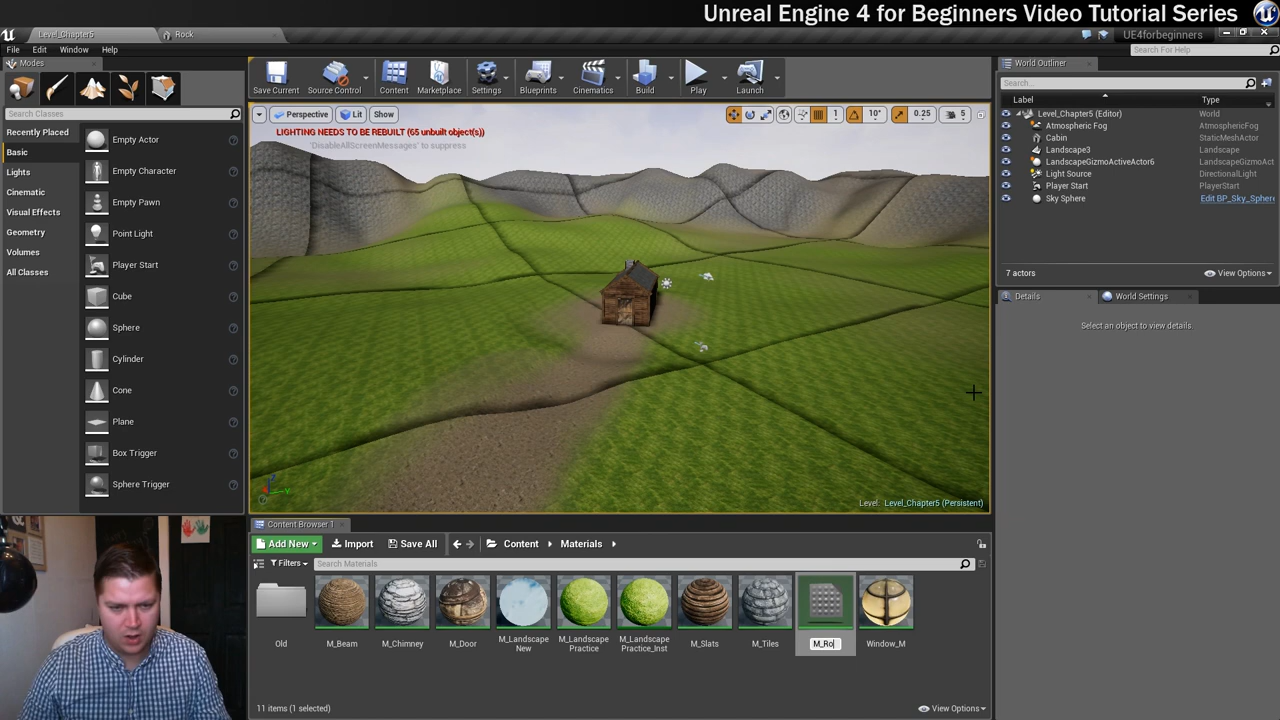 Unreal Engine 4 for Beginners Video Tutorial Series
Level_Chapter5
Rock
UE4forbeginners
File Edit Window Help
Search For Help
Modes
Search Classes
Recently Placed
Basic
Lights
Cinematic
Visual Effects
Geometry
Volumes
All Classes
Empty Actor
Empty Character
Empty Pawn
Point Light
Player Start
Cube
Sphere
Cylinder
Cone
Plane
Box Trigger
Sphere Trigger
Save Current
Source Control
Content
Marketplace
Settings
Blueprints
Cinematics
Build
Play
Launch
Perspective Lit Show
10° 0.25 5
LIGHTING NEEDS TO BE REBUILT (65 unbuilt object(s))
'DisableAllScreenMessages' to suppress
Level: Level_Chapter5 (Persistent)
World Outliner
Search...
Label Type
Level_Chapter5 (Editor) World
Atmospheric Fog AtmosphericFog
Cabin StaticMeshActor
Landscape3 Landscape
LandscapeGizmoActiveActor6 LandscapeGizmoAct
Light Source DirectionalLight
Player Start PlayerStart
Sky Sphere Edit BP_Sky_Sphere
7 actors View Options
Details World Settings
Select an object to view details.
Content Browser 1
Add New Import Save All Content Materials
Filters Search Materials
Old
M_Beam
M_Chimney
M_Door
M_Landscape
New
M_Landscape
Practice
M_Landscape
Practice_Inst
M_Slats
M_Tiles
M_Ro
Window_M
11 items (1 selected) View Options